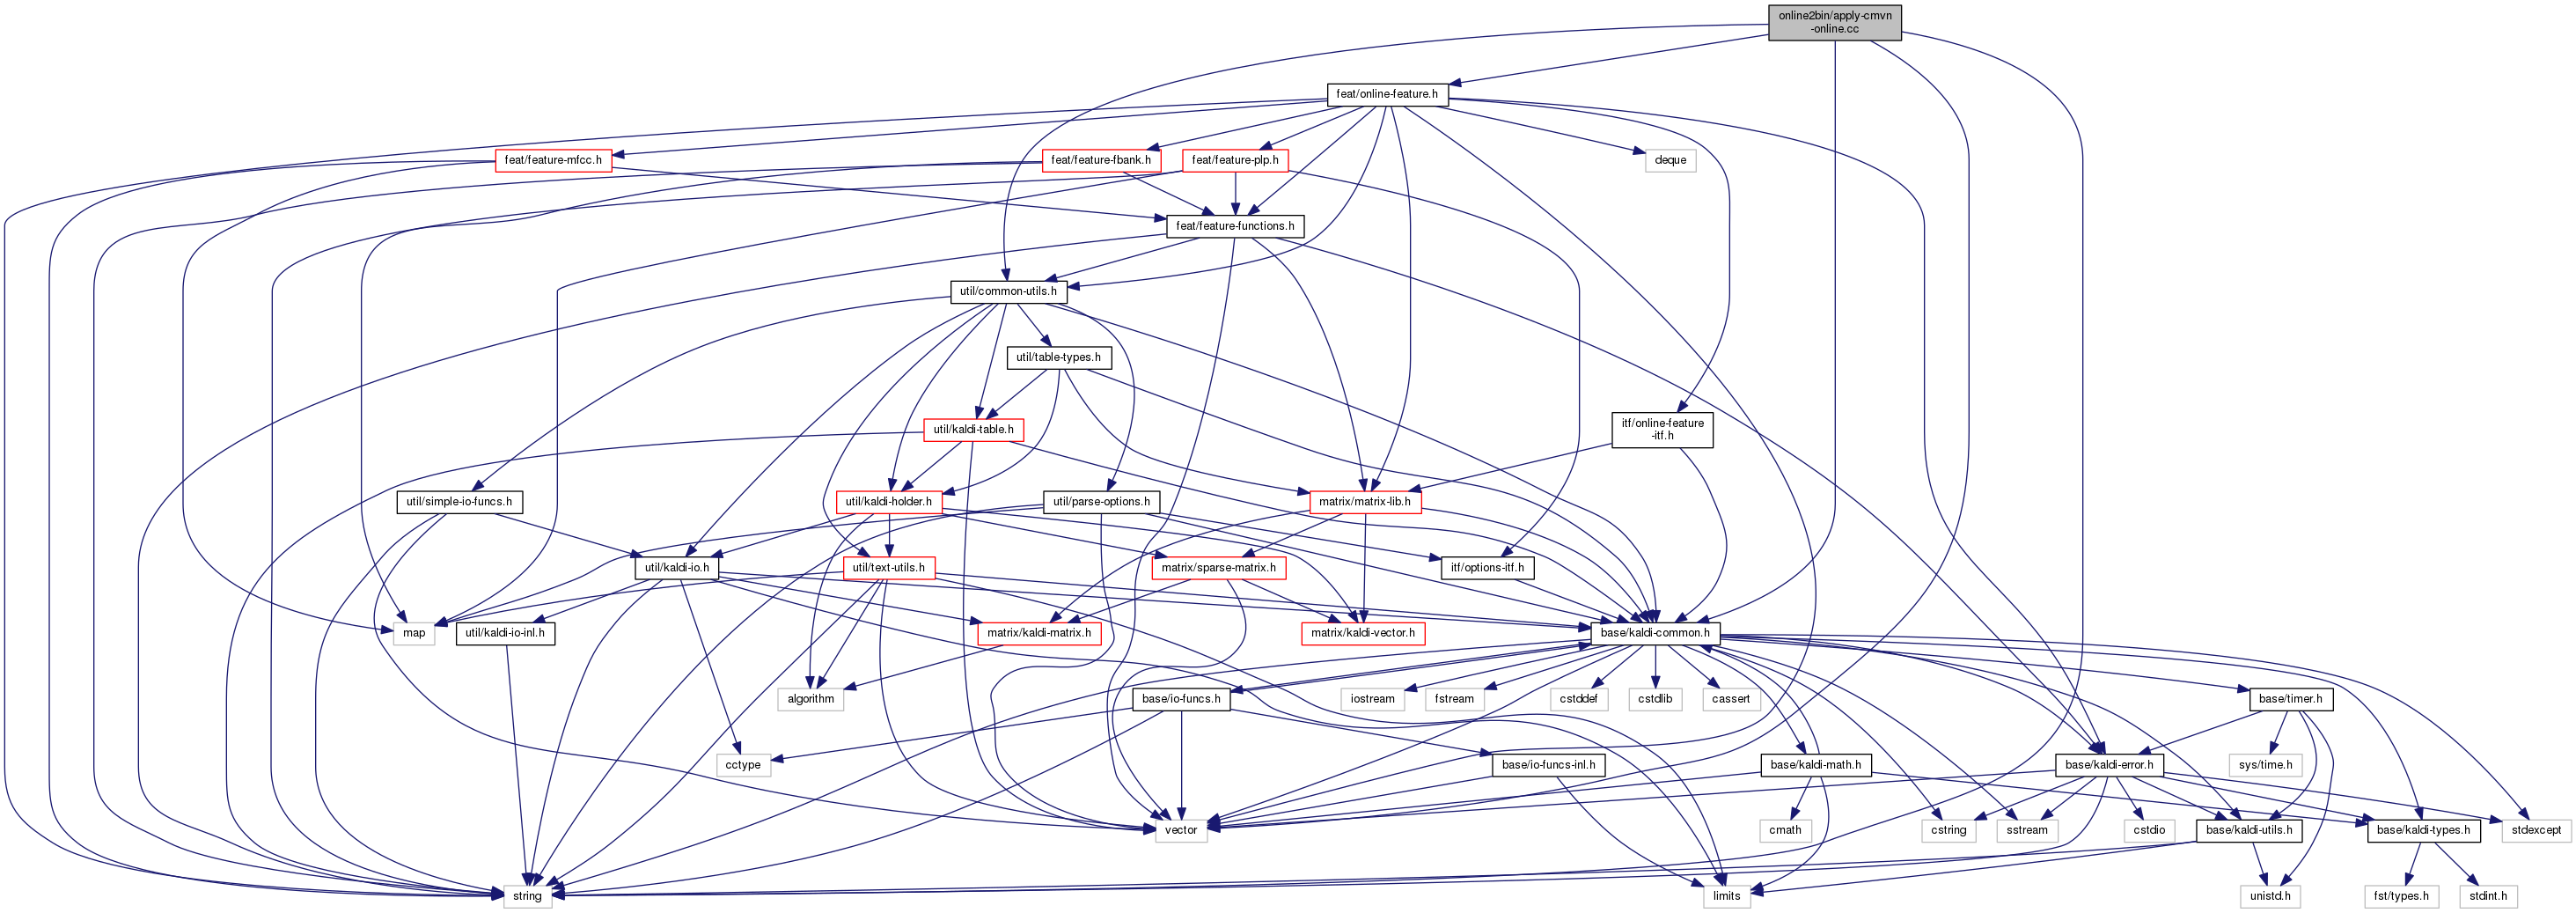 online2bin/apply-cmvn
-online.cc
feat/online-feature.h
feat/feature-mfcc.h
feat/feature-fbank.h
feat/feature-plp.h
deque
feat/feature-functions.h
util/common-utils.h
util/table-types.h
util/kaldi-table.h
itf/online-feature
-itf.h
util/simple-io-funcs.h
util/kaldi-holder.h
util/parse-options.h
matrix/matrix-lib.h
util/kaldi-io.h
util/text-utils.h
matrix/sparse-matrix.h
itf/options-itf.h
map
util/kaldi-io-inl.h
matrix/kaldi-matrix.h
matrix/kaldi-vector.h
base/kaldi-common.h
algorithm
base/io-funcs.h
iostream
fstream
cstddef
cstdlib
cassert
base/timer.h
cctype
base/io-funcs-inl.h
base/kaldi-math.h
base/kaldi-error.h
sys/time.h
vector
cmath
cstring
sstream
cstdio
base/kaldi-utils.h
base/kaldi-types.h
stdexcept
string
limits
unistd.h
fst/types.h
stdint.h